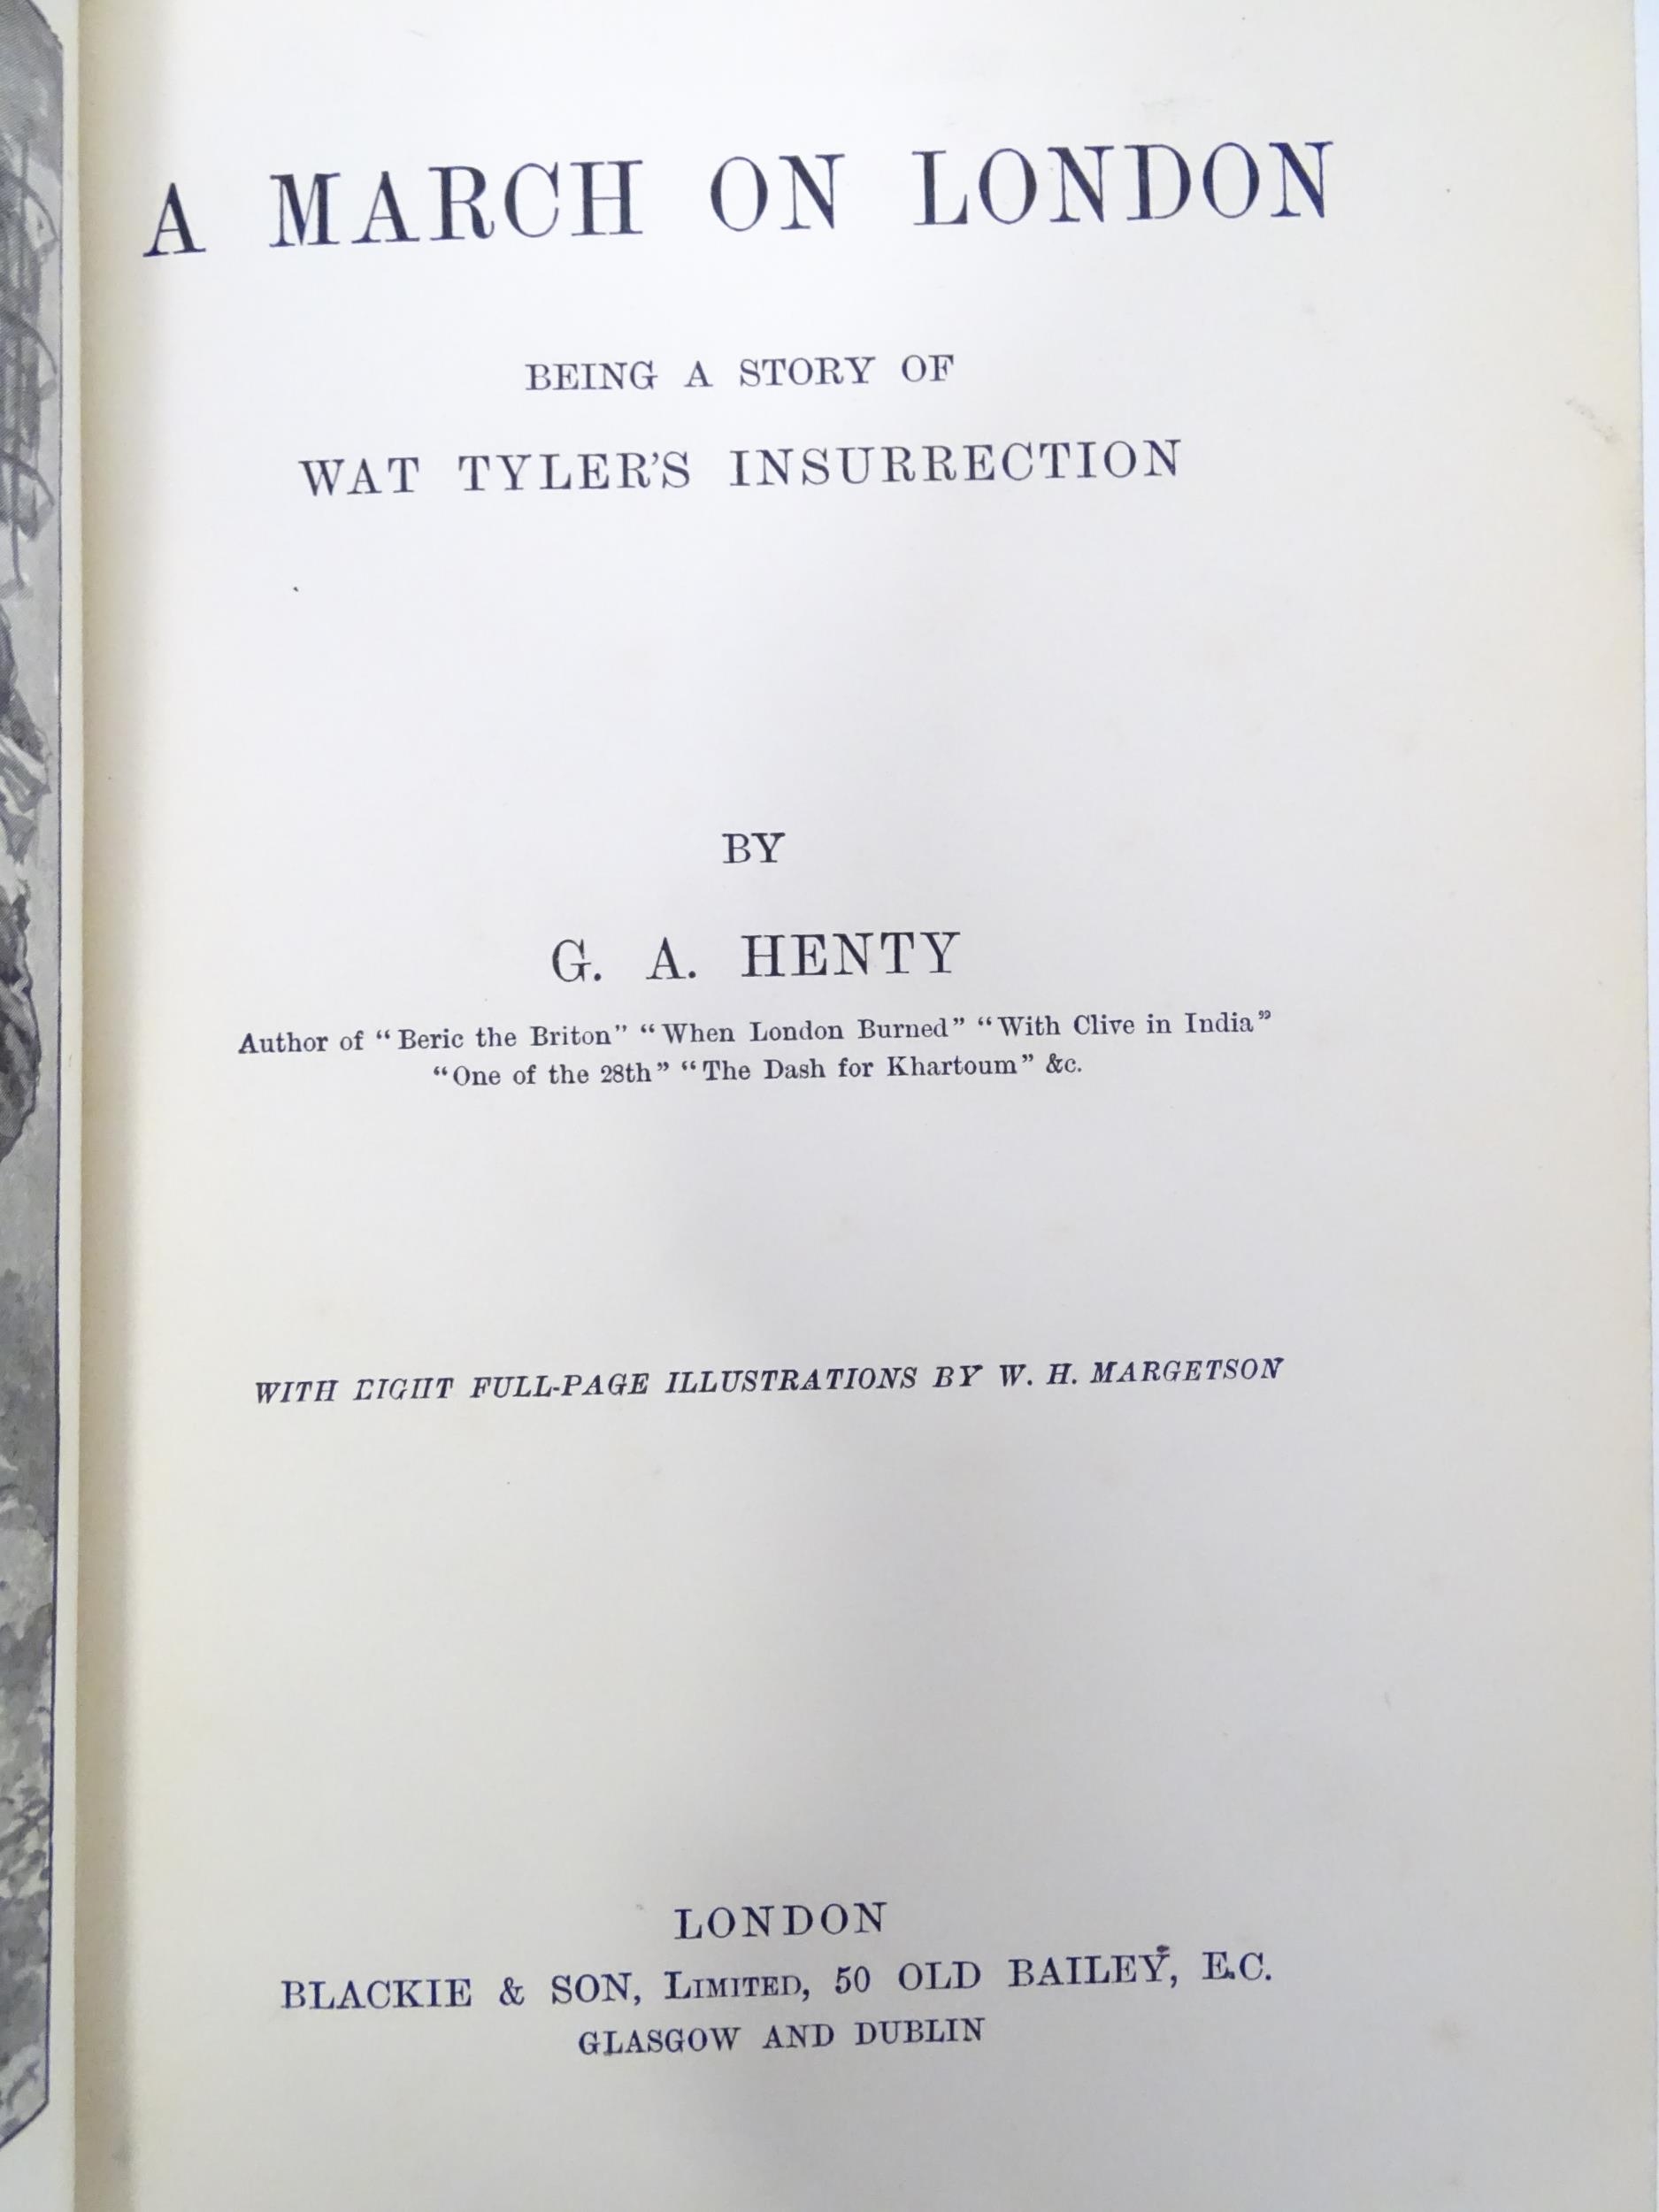 A MARCH ON LONDON
BEING A STORY OF
WAT TYLER'S INSURRECTION
BY
G. A. HENTY
Author of “Beric the Briton” “When London Burned” “With Clive in India”
“One of the 28th” “The Dash for Khartoum” &c.
WITH EIGHT FULL-PAGE ILLUSTRATIONS BY W. H. MARGETSON
LONDON
BLACKIE & SON, LIMITED, 50 OLD BAILEY, E.C.
GLASGOW AND DUBLIN